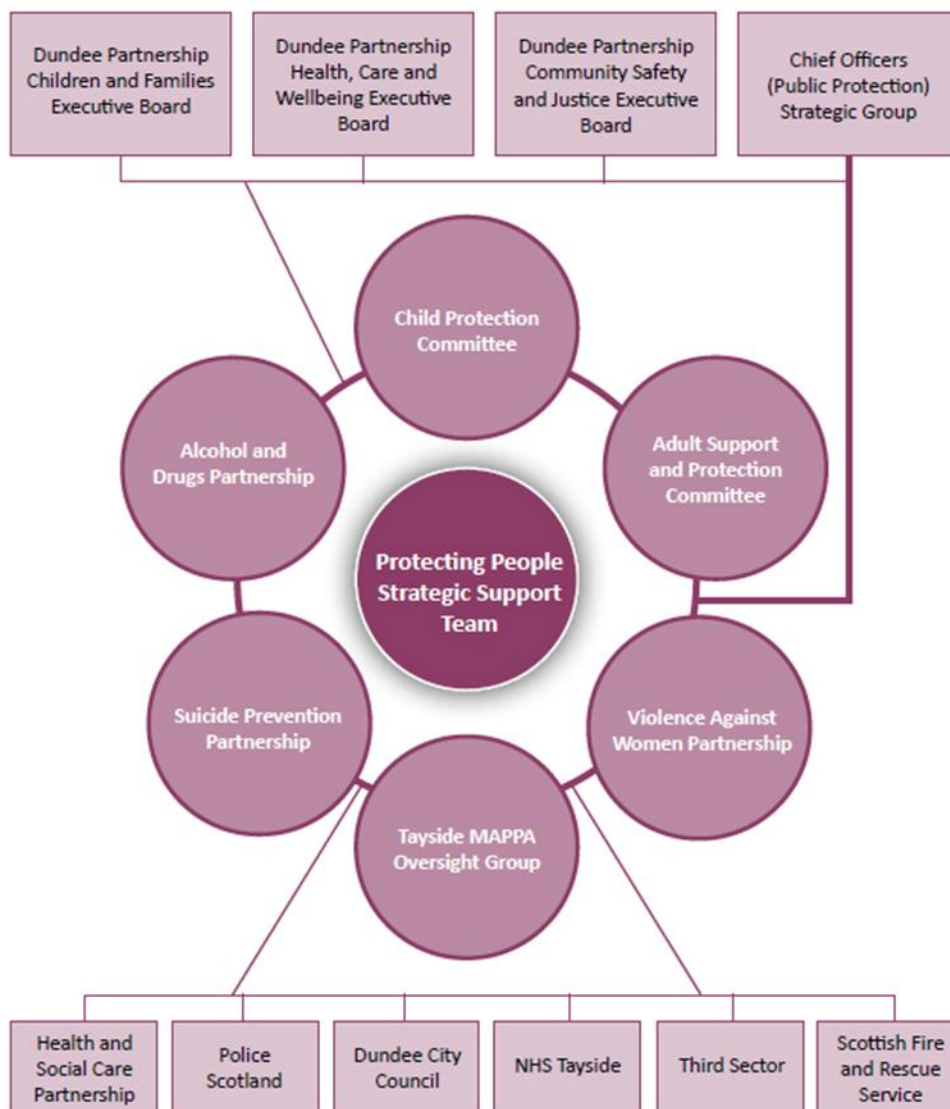 Dundee Partnership
Children and Families
Executive Board
Dundee Partnership
Health, Care and
Wellbeing Executive
Board
Dundee Partnership
Community Safety
and Justice Executive
Board
Chief Officers
(Public Protection)
Strategic Group
Child Protection
Committee
Alcohol and
Drugs Partnership
Adult Support
and Protection
Committee
Protecting People
Strategic Support
Team
Suicide Prevention
Partnership
Violence Against
Women Partnership
Tayside MAPPA
Oversight Group
Health and
Social Care
Partnership
Police
Scotland
Dundee City
Council
NHS Tayside
Third Sector
Scottish Fire
and Rescue
Service